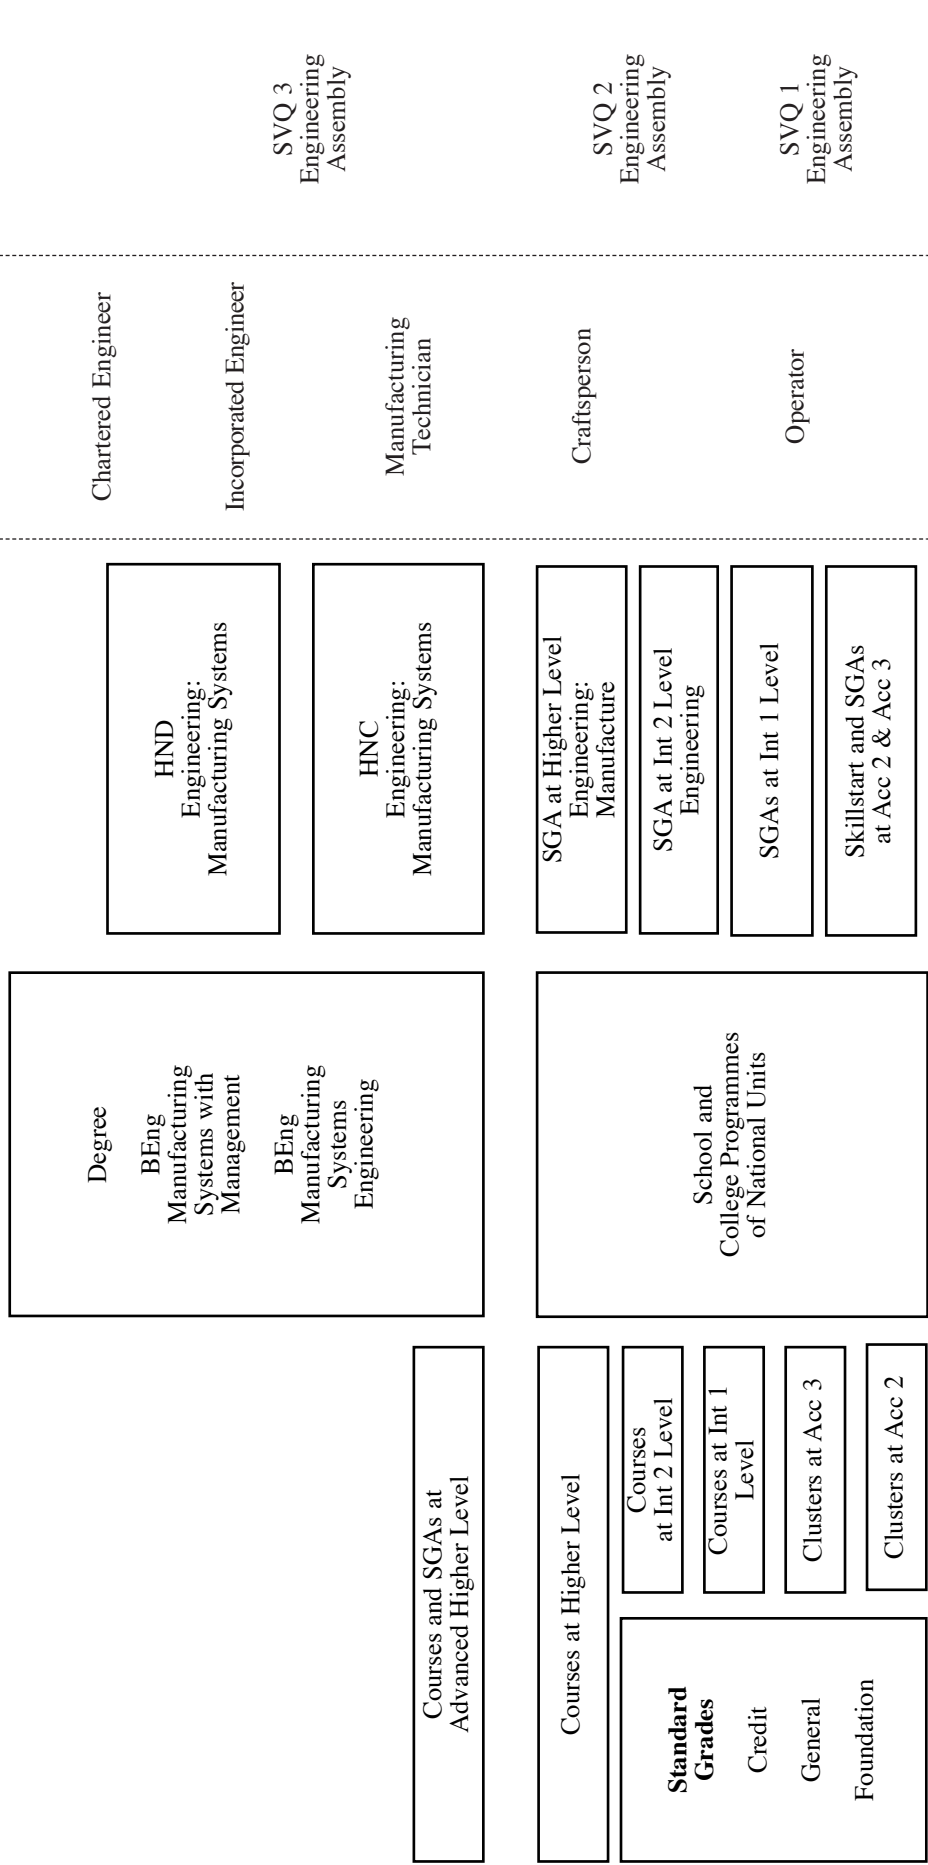 Courses and SGAs at
Advanced Higher Level
Courses at Higher Level
Standard
Grades
Credit
General
Foundation
Courses
at Int 2 Level
Courses at Int 1
Level
Clusters at Acc 3
Clusters at Acc 2
Degree
BEng
Manufacturing
Systems with
Management
BEng
Manufacturing
Systems
Engineering
School and
College Programmes
of National Units
HND
Engineering:
Manufacturing Systems
HNC
Engineering:
Manufacturing Systems
SGA at Higher Level
Engineering:
Manufacture
SGA at Int 2 Level
Engineering
SGAs at Int 1 Level
Skillstart and SGAs
at Acc 2 & Acc 3
Chartered Engineer
Incorporated Engineer
Manufacturing
Technician
Craftsperson
Operator
SVQ 3
Engineering
Assembly
SVQ 2
Engineering
Assembly
SVQ 1
Engineering
Assembly